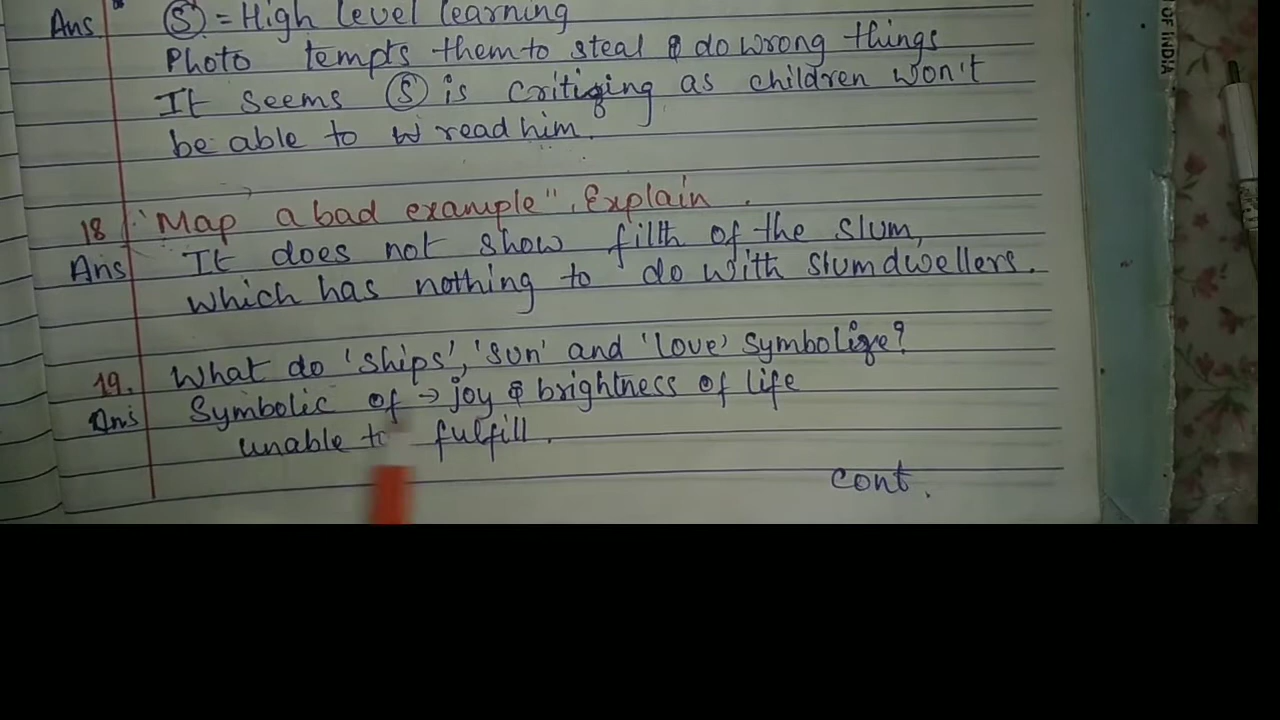 Ans Ⓢ = High level learning
Photo tempts them to steal & do wrong things
It seems Ⓢ is critizing as children won't
be able to w read him.
18 "Map a bad example". Explain.
Ans It does not show filth of the slum,
which has nothing to do with slumdwellers.
19. What do 'ships', 'sun' and 'love' symbolize?
Ans Symbolic of → joy & brightness of life
unable to fulfill.
cont.
OF INDIA